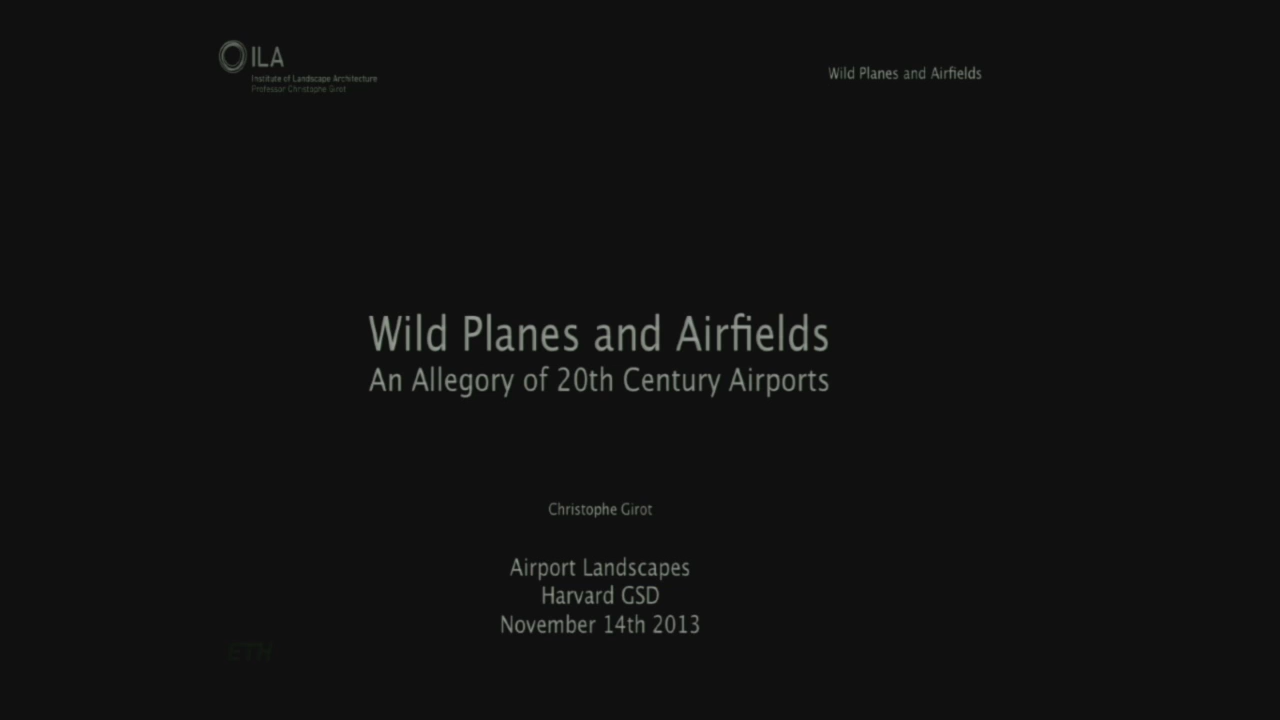 ILA
Institute of Landscape Architecture
Professor Christophe Girot
Wild Planes and Airfields
Wild Planes and Airfields
An Allegory of 20th Century Airports
Christophe Girot
Airport Landscapes
Harvard GSD
November 14th 2013
ETH